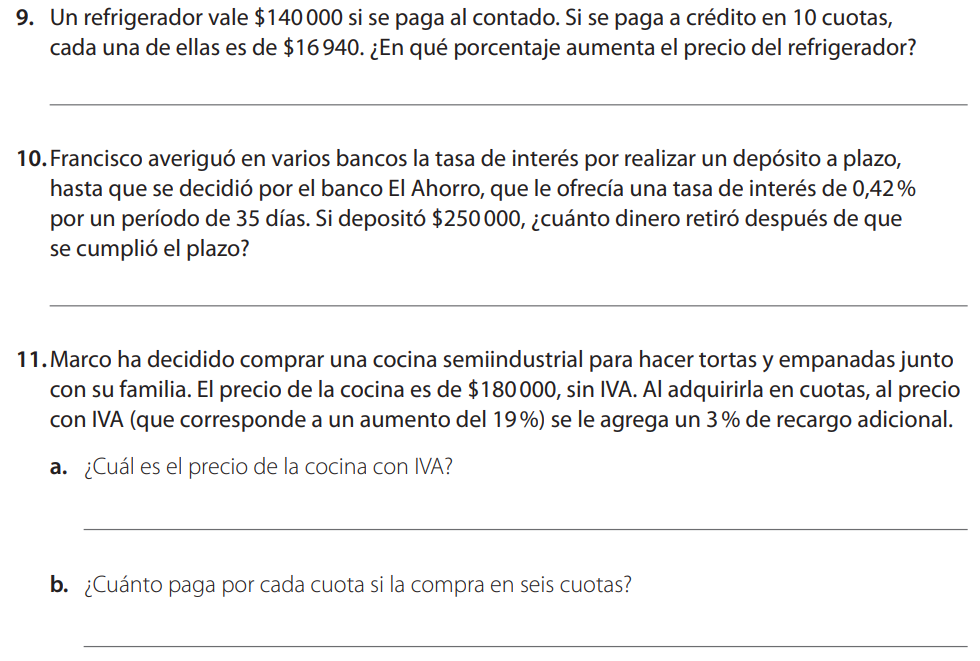 9. Un refrigerador vale $140 000 si se paga al contado. Si se paga a crédito en 10 cuotas,
cada una de ellas es de $16 940. ¿En qué porcentaje aumenta el precio del refrigerador?
10. Francisco averiguó en varios bancos la tasa de interés por realizar un depósito a plazo,
hasta que se decidió por el banco El Ahorro, que le ofrecía una tasa de interés de 0,42 %
por un período de 35 días. Si depositó $250 000, ¿cuánto dinero retiró después de que
se cumplió el plazo?
11. Marco ha decidido comprar una cocina semiindustrial para hacer tortas y empanadas junto
con su familia. El precio de la cocina es de $180 000, sin IVA. Al adquirirla en cuotas, al precio
con IVA (que corresponde a un aumento del 19 %) se le agrega un 3 % de recargo adicional.
a. ¿Cuál es el precio de la cocina con IVA?
b. ¿Cuánto paga por cada cuota si la compra en seis cuotas?